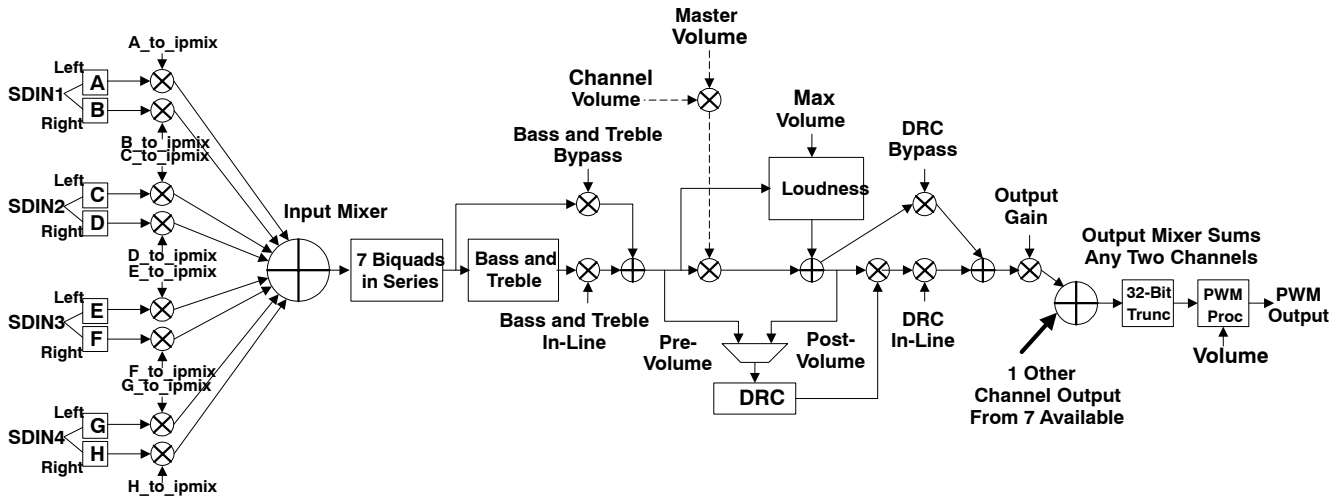 Master
Volume
A_to_ipmix
Left
A
SDIN1
B
Right
B_to_ipmix
C_to_ipmix
Left
C
SDIN2
D
Right
D_to_ipmix
E_to_ipmix
Left
E
SDIN3
F
Right
F_to_ipmix
G_to_ipmix
Left
G
SDIN4
H
Right
H_to_ipmix
Input Mixer
7 Biquads
in Series
Bass and
Treble
Bass and Treble
Bypass
Bass and Treble
In-Line
Channel
Volume
Max
Volume
Loudness
Pre-
Volume
Post-
Volume
DRC
DRC
Bypass
DRC
In-Line
Output
Gain
Output Mixer Sums
Any Two Channels
1 Other
Channel Output
From 7 Available
32-Bit
Trunc
PWM
Proc
Volume
PWM
Output